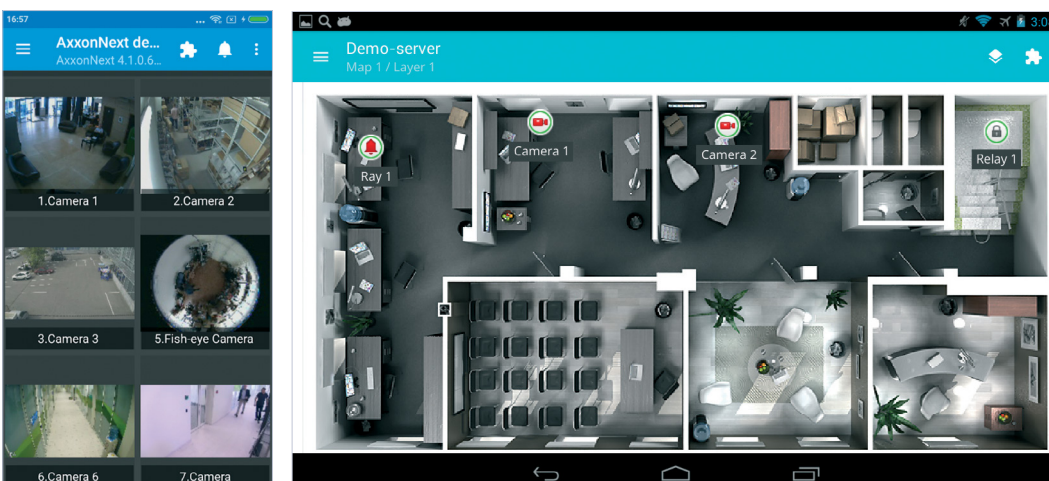 16:57
AxxonNext de...
AxxonNext 4.1.0.6...
1.Camera 1
2.Camera 2
3.Camera 3
5.Fish-eye Camera
6.Camera 6
7.Camera
Demo-server
Map 1 / Layer 1
Ray 1
Camera 1
Camera 2
Relay 1